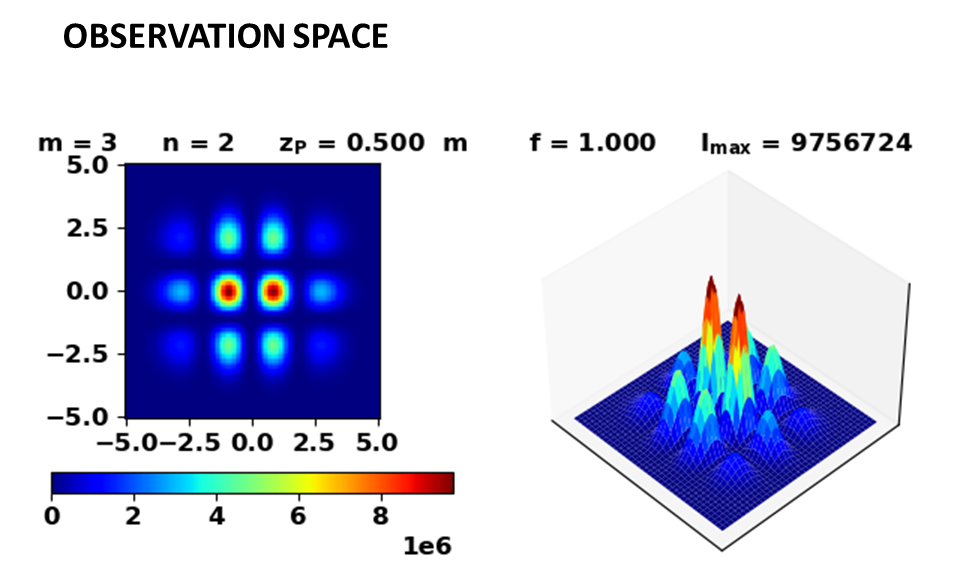 OBSERVATION SPACE
m = 3 n = 2 zP = 0.500 m
f = 1.000 Imax = 9756724
5.0
2.5
0.0
−2.5
−5.0
−5.0 −2.5 0.0 2.5 5.0
0 2 4 6 8
1e6